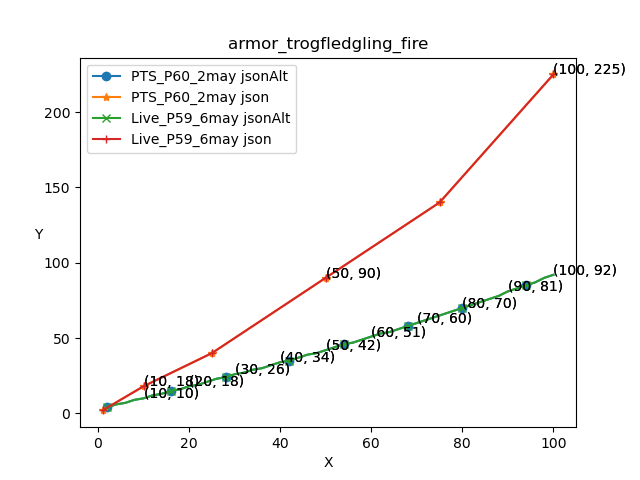 armor_trogfledgling_fire
PTS_P60_2may jsonAlt
PTS_P60_2may json
Live_P59_6may jsonAlt
Live_P59_6may json
(100, 225)
(50, 90)
(100, 92)
(90, 81)
(80, 70)
(70, 60)
(60, 51)
(50, 42)
(40, 34)
(30, 26)
(20, 18)
(10, 18)
(10, 10)
Y
200
150
100
50
0
0 20 40 60 80 100
X